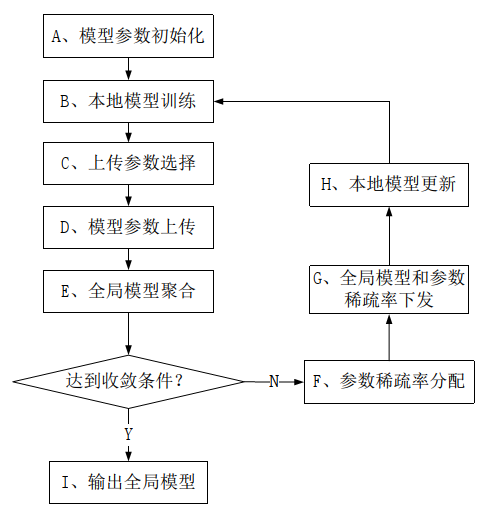 A、模型参数初始化
B、本地模型训练
C、上传参数选择
D、模型参数上传
E、全局模型聚合
达到收敛条件？
N
F、参数稀疏率分配
G、全局模型和参数
稀疏率下发
H、本地模型更新
Y
I、输出全局模型